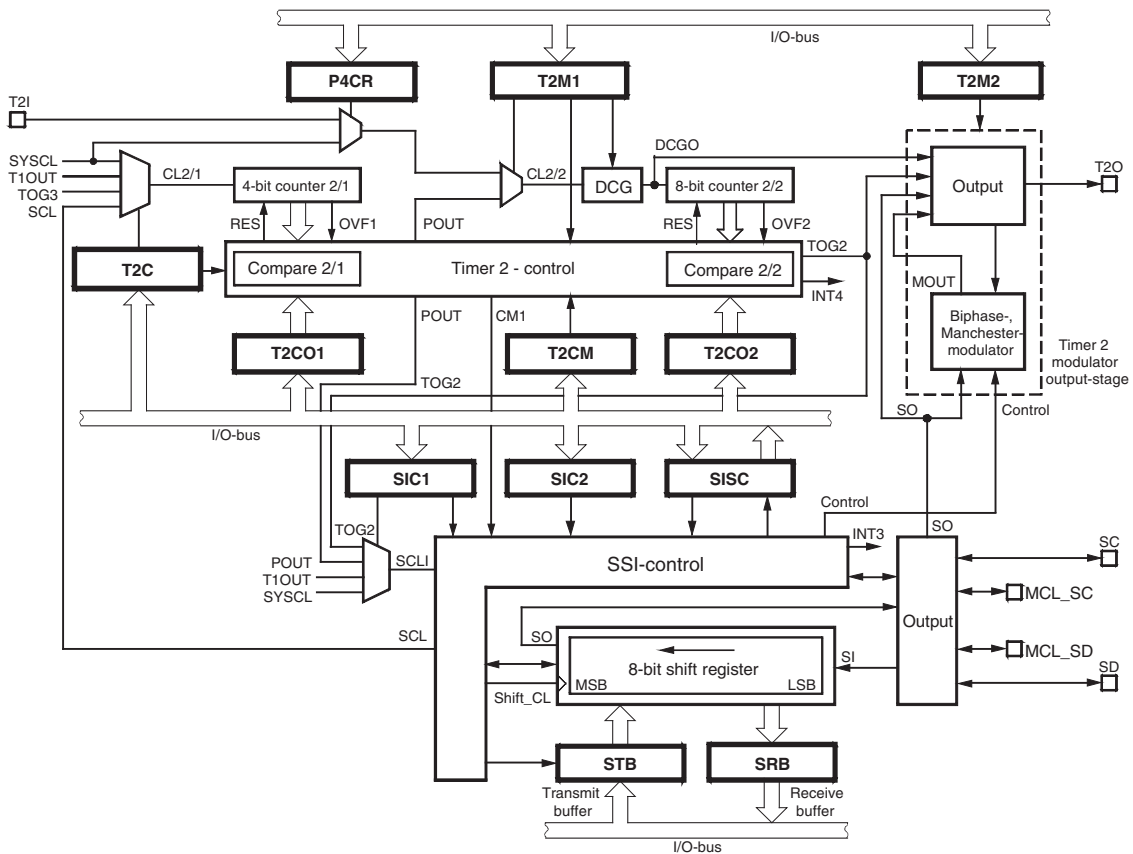 I/O-bus
P4CR
T2M1
T2M2
T2I
SYSCL
T1OUT
TOG3
SCL
CL2/1
4-bit counter 2/1
CL2/2
DCG
DCGO
8-bit counter 2/2
Output
T2O
RES
OVF1
POUT
RES
OVF2
TOG2
T2C
Compare 2/1
Timer 2 - control
Compare 2/2
INT4
MOUT
Biphase-,
Manchester-
modulator
Timer 2
modulator
output-stage
POUT
CM1
T2CO1
T2CM
T2CO2
TOG2
SO
Control
I/O-bus
SIC1
SIC2
SISC
Control
TOG2
POUT
T1OUT
SYSCL
SCLI
SSI-control
INT3
SO
SC
MCL_SC
Output
MCL_SD
SD
SCL
SO
8-bit shift register
MSB
LSB
SI
Shift_CL
STB
SRB
Transmit
buffer
Receive
buffer
I/O-bus